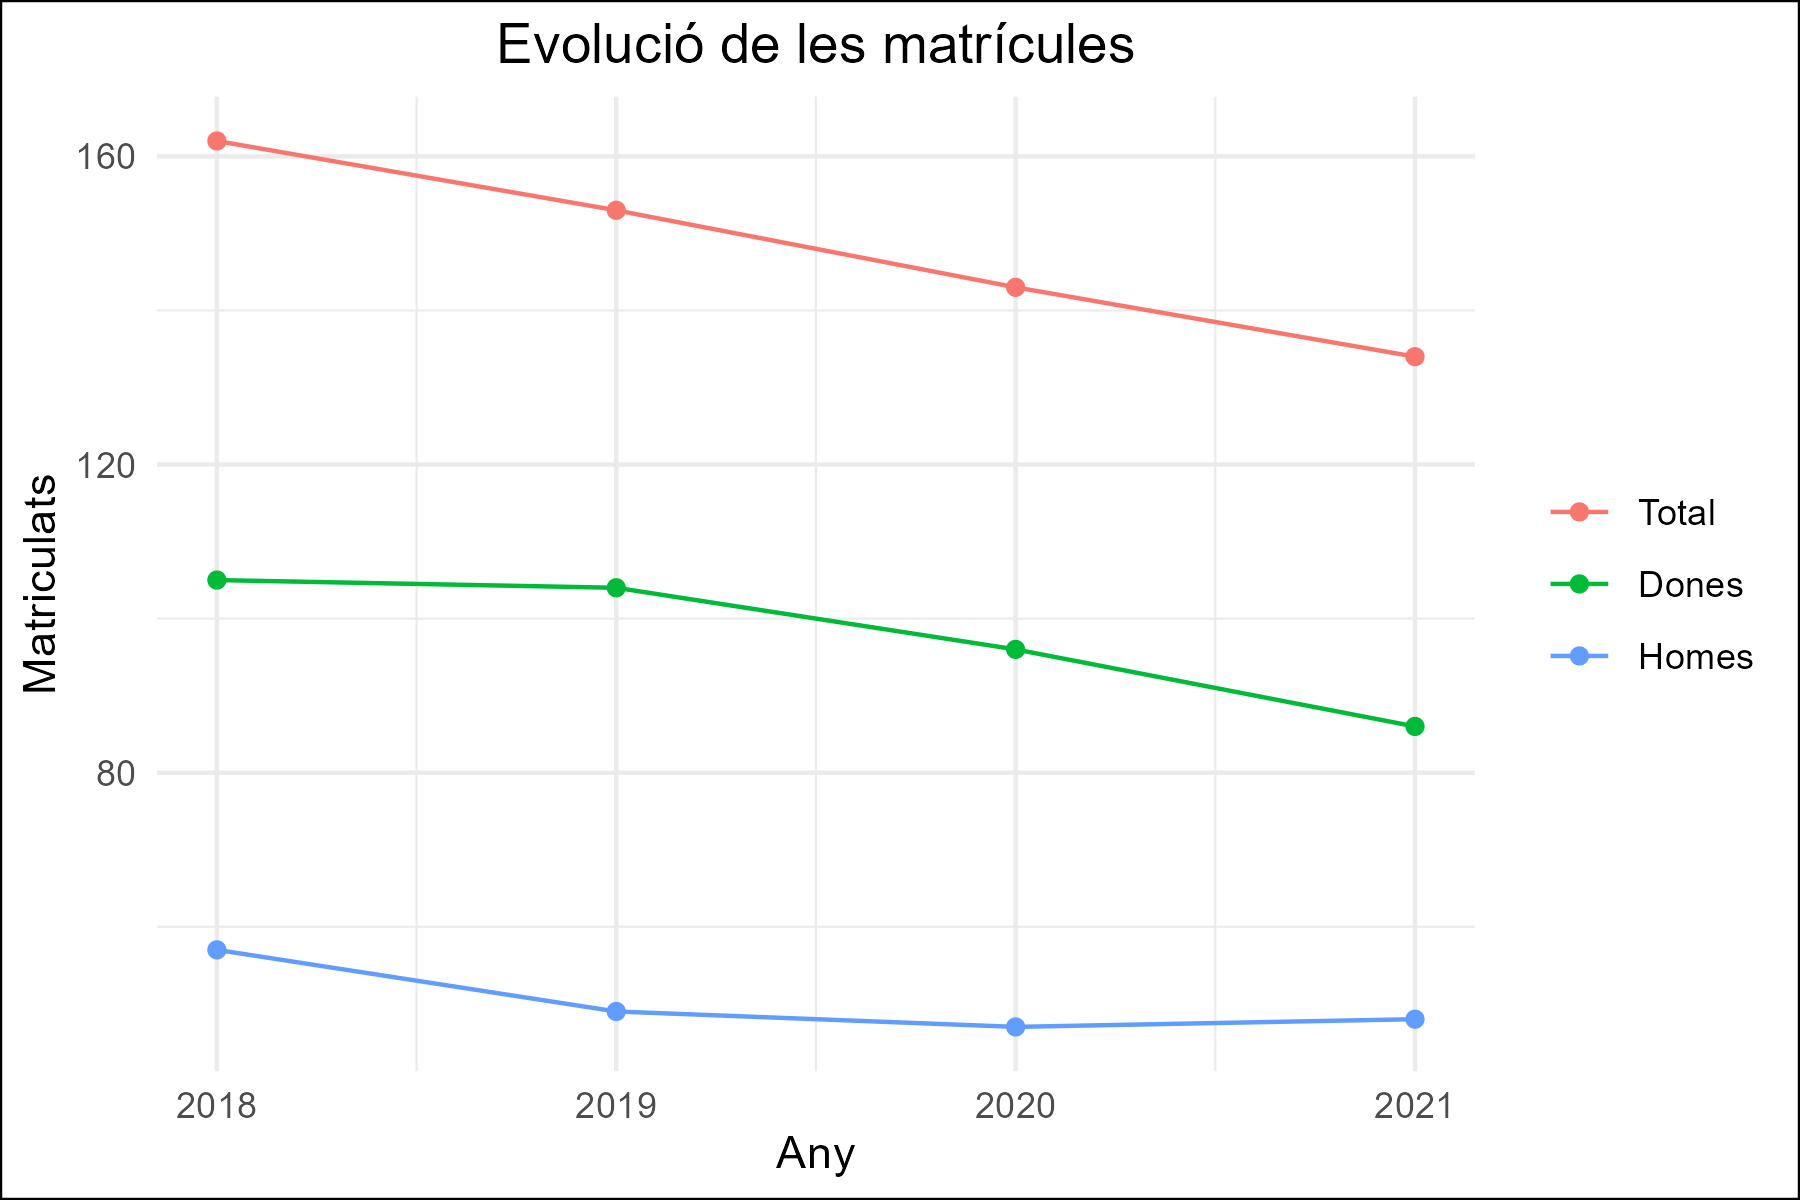 Evolució de les matrícules
160
120
80
Matriculats
2018 2019 2020 2021
Any
Total
Dones
Homes